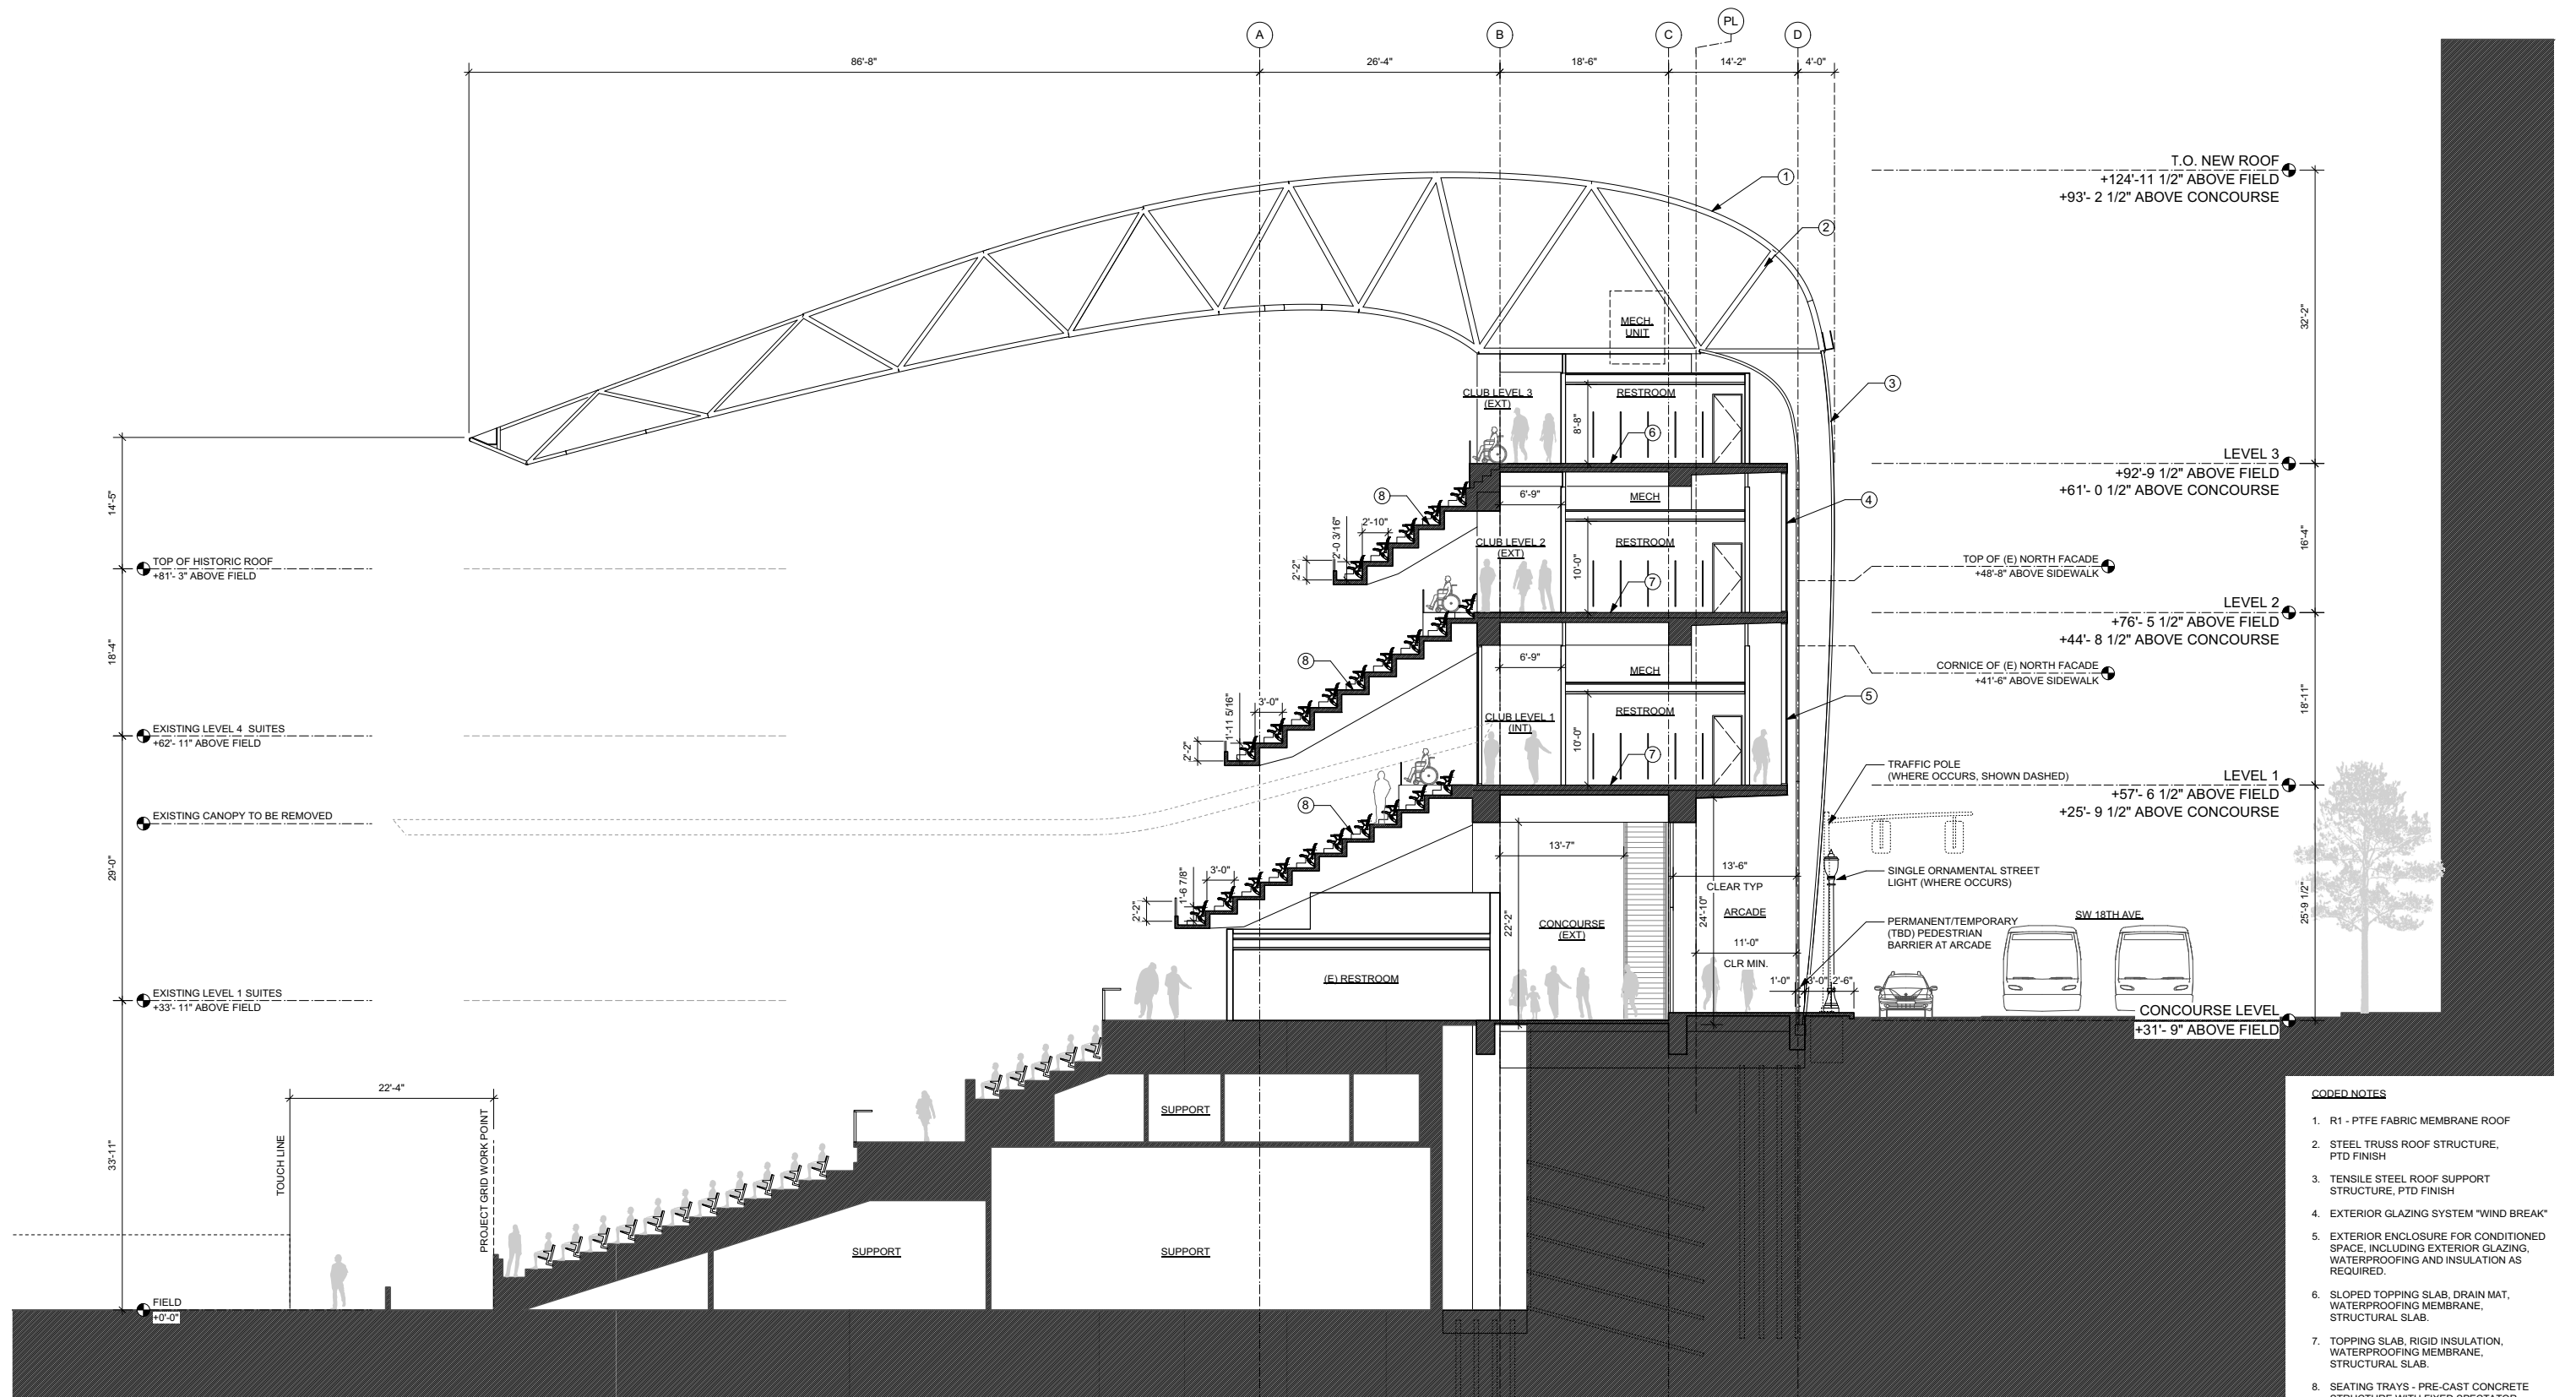 A
B
C
PL
D
86'-8"
26'-4"
18'-6"
14'-2"
4'-0"
1
2
3
4
5
6
7
7
8
8
8
T.O. NEW ROOF
+124'-11 1/2" ABOVE FIELD
+93'- 2 1/2" ABOVE CONCOURSE
32'-2"
LEVEL 3
+92'-9 1/2" ABOVE FIELD
+61'- 0 1/2" ABOVE CONCOURSE
16'-4"
TOP OF (E) NORTH FACADE
+48'-8" ABOVE SIDEWALK
LEVEL 2
+76'- 5 1/2" ABOVE FIELD
+44'- 8 1/2" ABOVE CONCOURSE
CORNICE OF (E) NORTH FACADE
+41'-6" ABOVE SIDEWALK
18'-11"
LEVEL 1
+57'- 6 1/2" ABOVE FIELD
+25'- 9 1/2" ABOVE CONCOURSE
25'-9 1/2"
TRAFFIC POLE
(WHERE OCCURS, SHOWN DASHED)
SINGLE ORNAMENTAL STREET
LIGHT (WHERE OCCURS)
PERMANENT/TEMPORARY
(TBD) PEDESTRIAN
BARRIER AT ARCADE
SW 18TH AVE.
CONCOURSE LEVEL
+31'- 9" ABOVE FIELD
MECH.
UNIT
CLUB LEVEL 3
(EXT)
RESTROOM
8'-8"
6'-9"
MECH
CLUB LEVEL 2
(EXT)
RESTROOM
10'-0"
2'-10"
2'-0 3/16"
2'-2"
6'-9"
MECH
CLUB LEVEL 1
(INT)
RESTROOM
10'-0"
3'-0"
1'-11 5/16"
2'-2"
3'-0"
1'-6 7/8"
2'-2"
13'-7"
22'-2"
CONCOURSE
(EXT)
13'-6"
CLEAR TYP
24'-10"
ARCADE
11'-0"
CLR MIN.
1'-0"
3'-0"
2'-6"
(E) RESTROOM
SUPPORT
SUPPORT
SUPPORT
14'-5"
TOP OF HISTORIC ROOF
+81'- 3" ABOVE FIELD
18'-4"
EXISTING LEVEL 4 SUITES
+62'- 11" ABOVE FIELD
EXISTING CANOPY TO BE REMOVED
29'-0"
EXISTING LEVEL 1 SUITES
+33'- 11" ABOVE FIELD
33'-11"
22'-4"
TOUCH LINE
PROJECT GRID WORK POINT
FIELD
+0'-0"
CODED NOTES
1. R1 - PTFE FABRIC MEMBRANE ROOF
2. STEEL TRUSS ROOF STRUCTURE,
PTD FINISH
3. TENSILE STEEL ROOF SUPPORT
STRUCTURE, PTD FINISH
4. EXTERIOR GLAZING SYSTEM "WIND BREAK"
5. EXTERIOR ENCLOSURE FOR CONDITIONED
SPACE, INCLUDING EXTERIOR GLAZING,
WATERPROOFING AND INSULATION AS
REQUIRED.
6. SLOPED TOPPING SLAB, DRAIN MAT,
WATERPROOFING MEMBRANE,
STRUCTURAL SLAB.
7. TOPPING SLAB, RIGID INSULATION,
WATERPROOFING MEMBRANE,
STRUCTURAL SLAB.
8. SEATING TRAYS - PRE-CAST CONCRETE